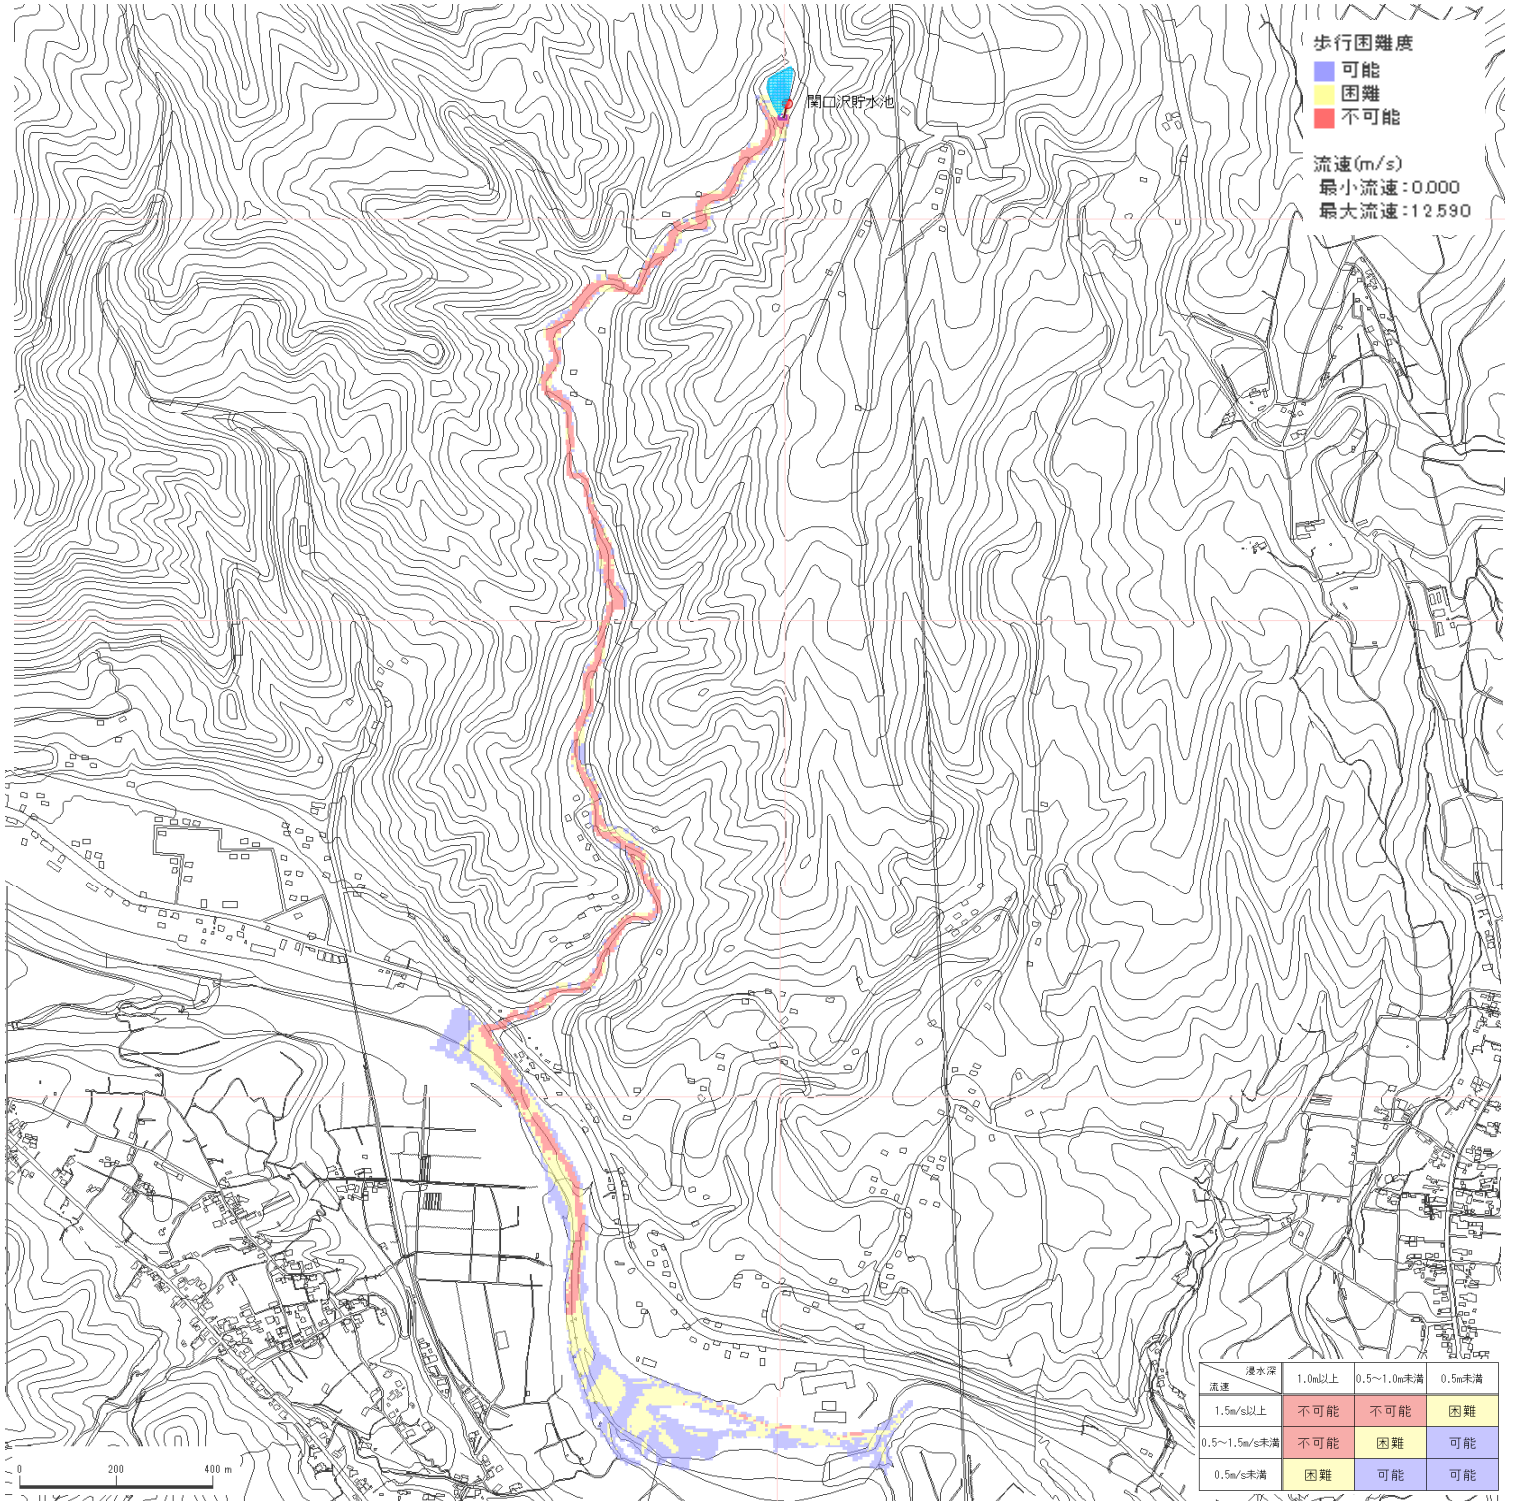 歩行困難度
可能
困難
不可能
流速(m/s)
最小流速:0.000
最大流速:12.590
関口沢貯水池
浸水深
流速
1.0m以上 0.5~1.0m未満 0.5m未満
1.5m/s以上 不可能 不可能 困難
0.5~1.5m/s未満 不可能 困難 可能
0.5m/s未満 困難 可能 可能
0 200 400 m